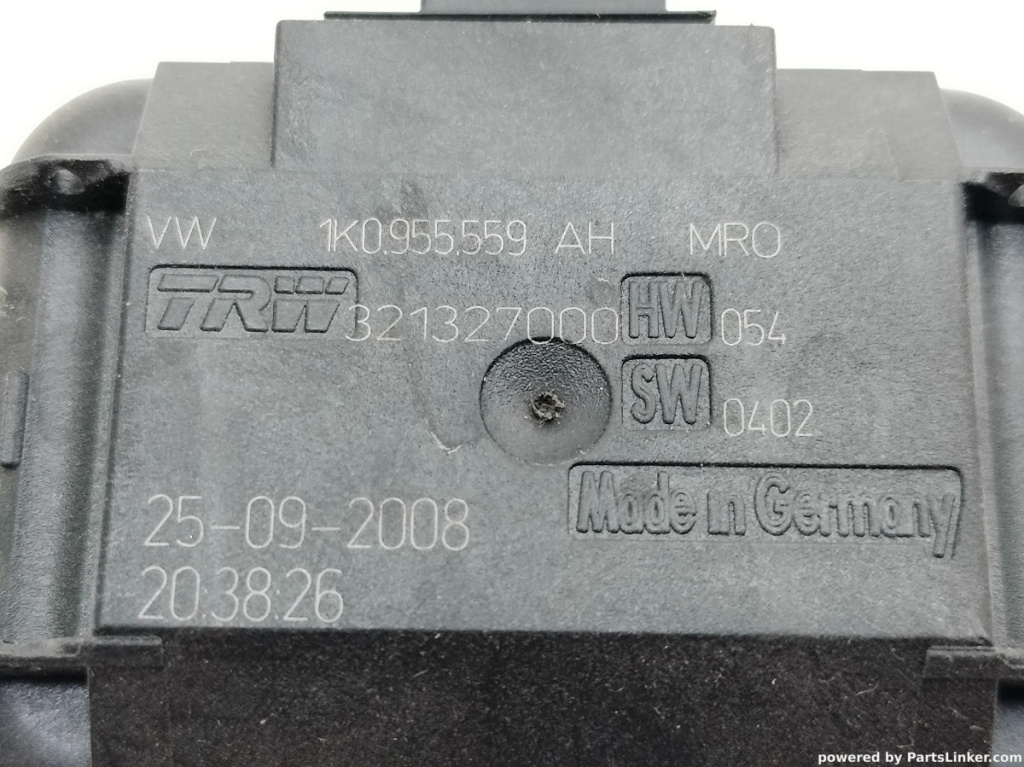 VW 1K0.955.559 AH MRO
TRW 321327000 HW 054
SW 0402
Made in Germany
25-09-2008
20:38:26
powered by PartsLinker.com